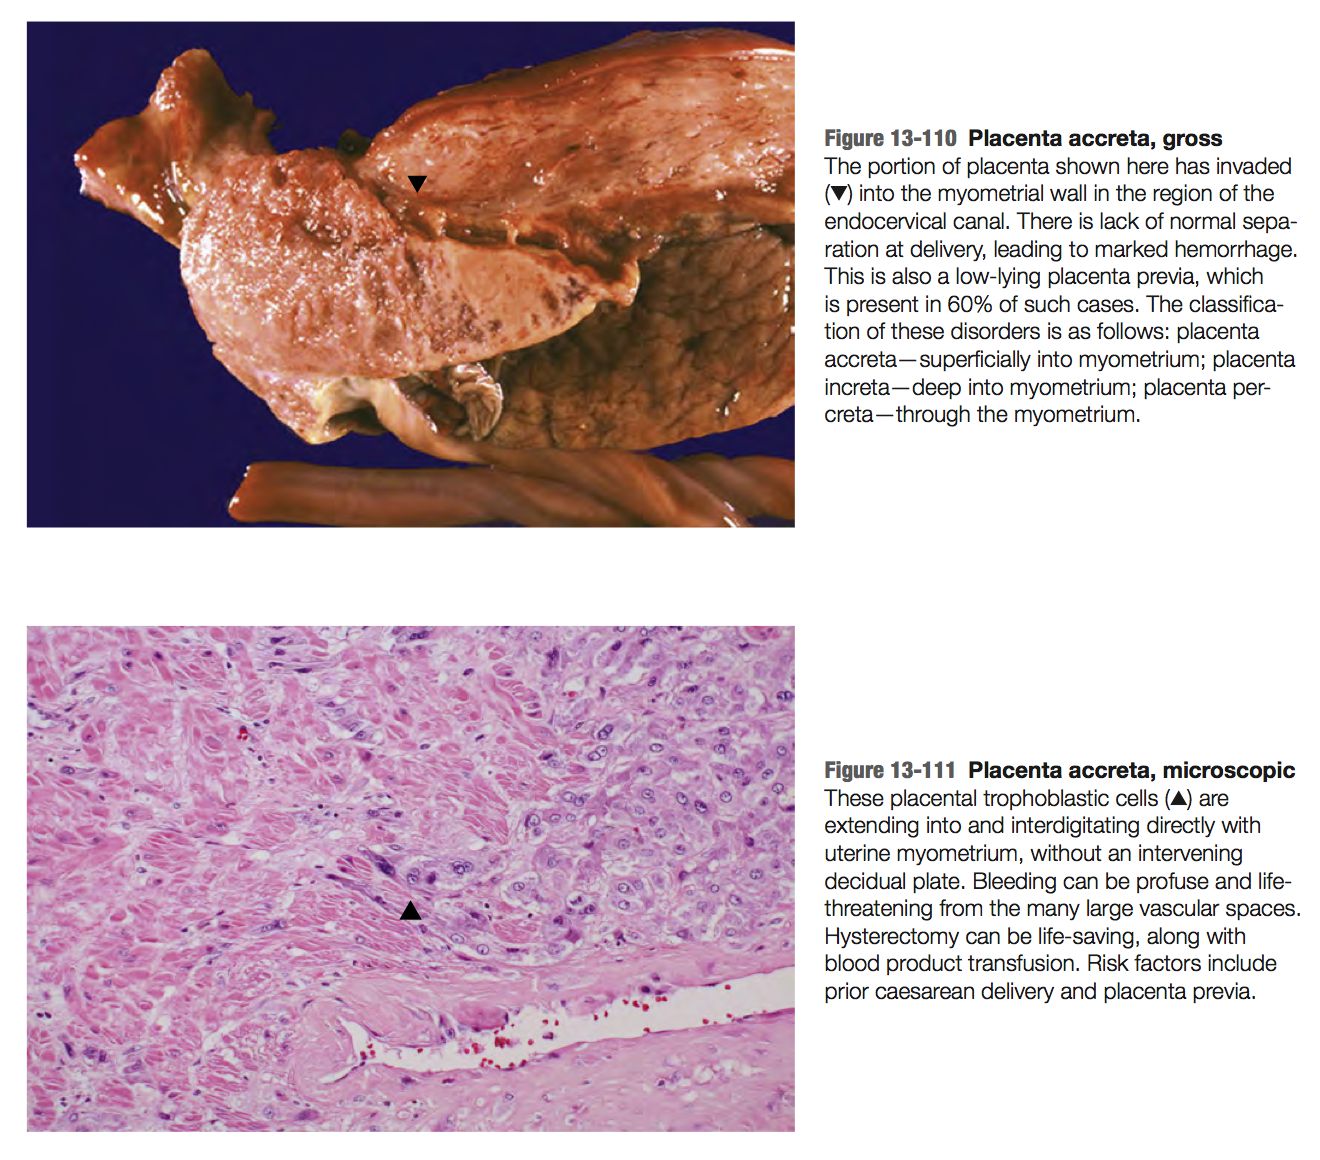 Figure 13-110 Placenta accreta, gross
The portion of placenta shown here has invaded
(▼) into the myometrial wall in the region of the
endocervical canal. There is lack of normal sepa-
ration at delivery, leading to marked hemorrhage.
This is also a low-lying placenta previa, which
is present in 60% of such cases. The classifica-
tion of these disorders is as follows: placenta
accreta—superficially into myometrium; placenta
increta—deep into myometrium; placenta per-
creta—through the myometrium.
Figure 13-111 Placenta accreta, microscopic
These placental trophoblastic cells (▲) are
extending into and interdigitating directly with
uterine myometrium, without an intervening
decidual plate. Bleeding can be profuse and life-
threatening from the many large vascular spaces.
Hysterectomy can be life-saving, along with
blood product transfusion. Risk factors include
prior caesarean delivery and placenta previa.